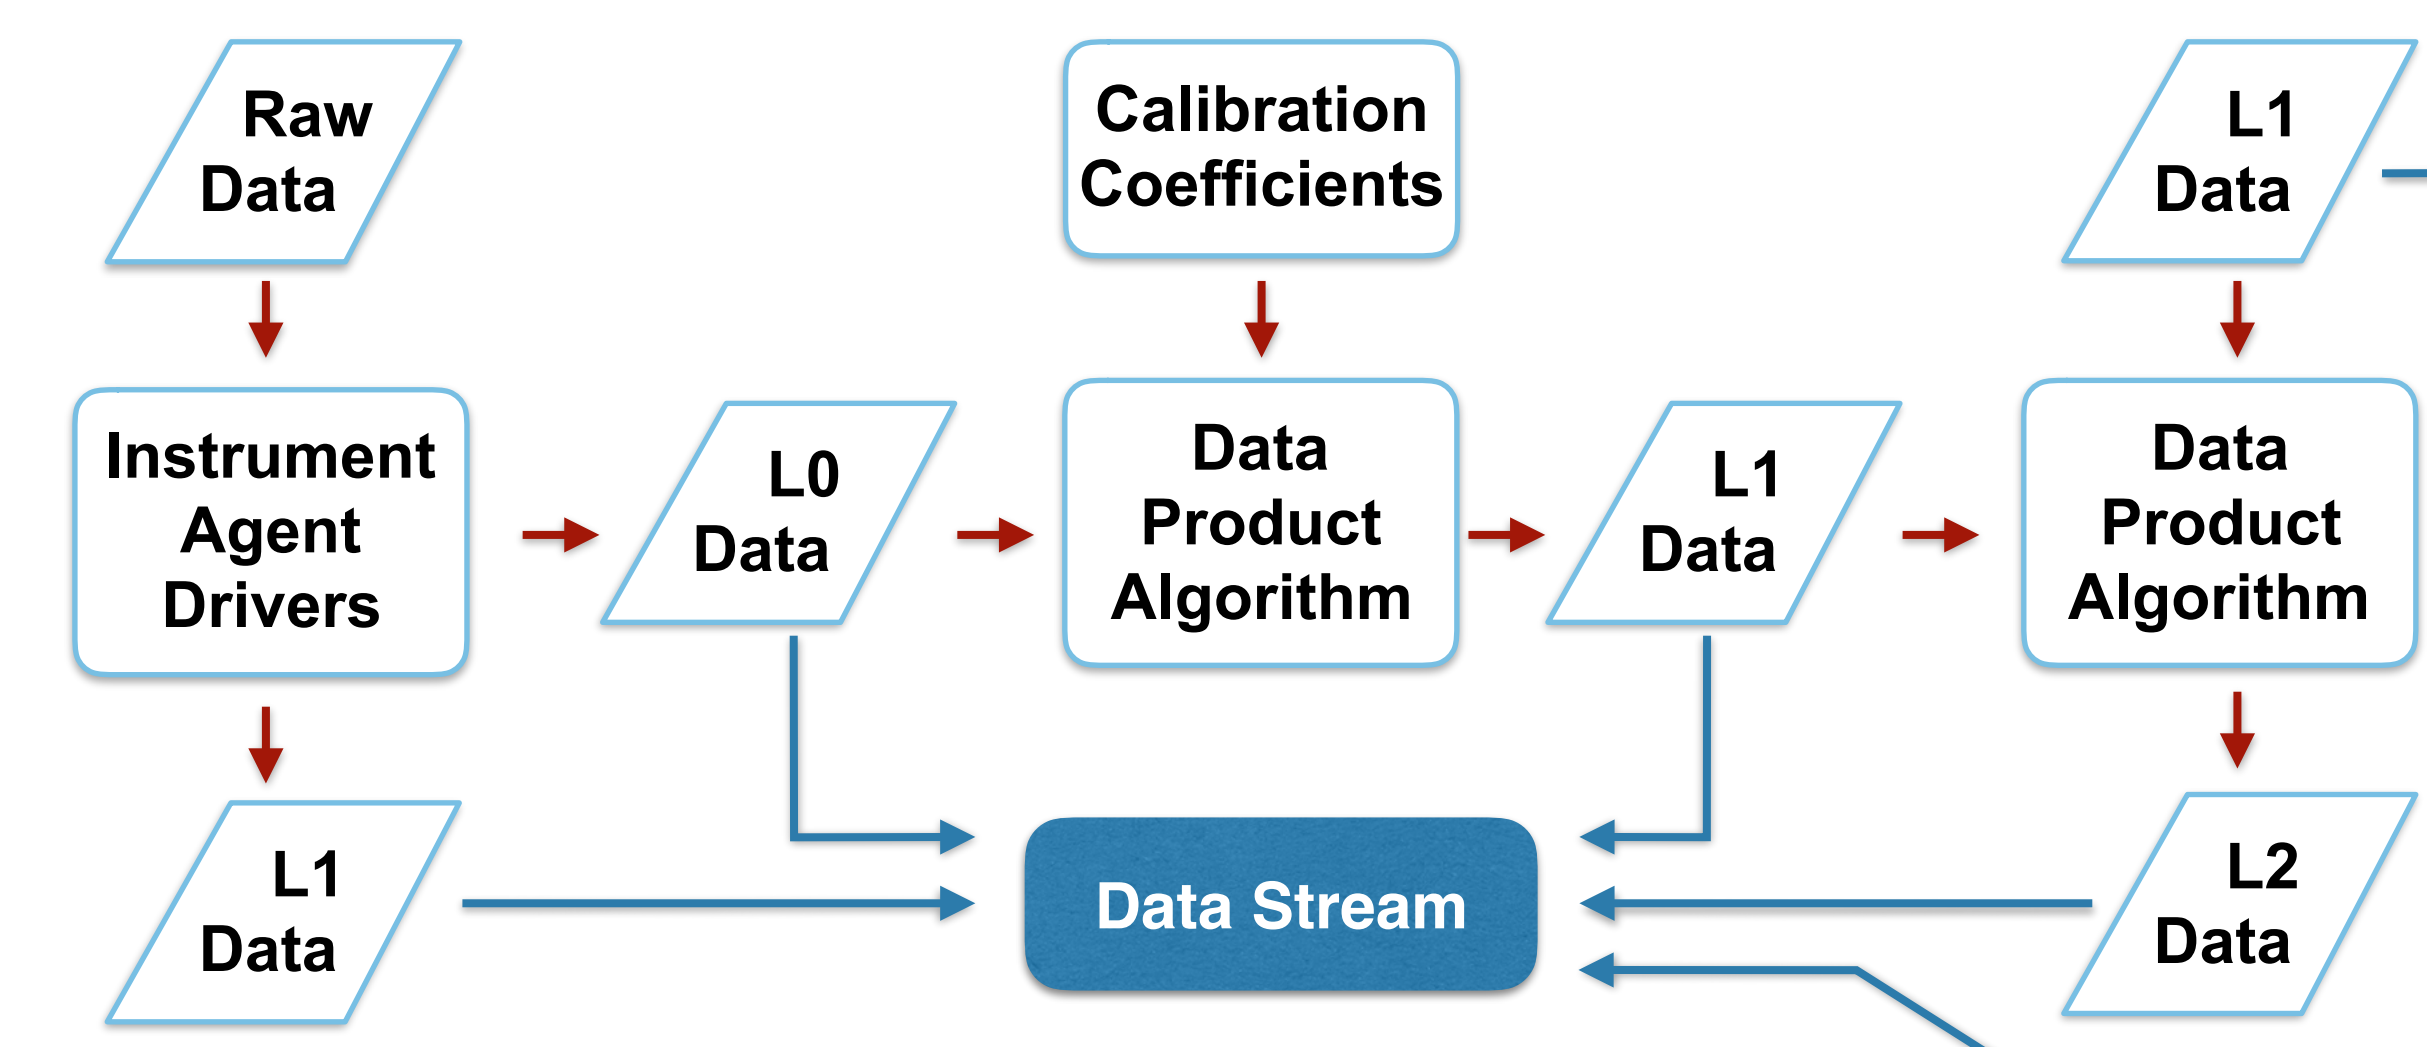 Raw
Data
Calibration
Coefficients
L1
Data
Instrument
Agent
Drivers
L0
Data
Data
Product
Algorithm
L1
Data
Data
Product
Algorithm
L1
Data
Data Stream
L2
Data